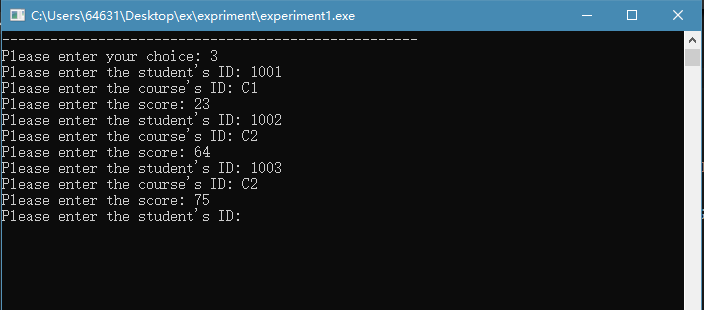 C:\Users\64631\Desktop\ex\expriment\experiment1.exe
----------------------------------------------------
Please enter your choice: 3
Please enter the student's ID: 1001
Please enter the course's ID: C1
Please enter the score: 23
Please enter the student's ID: 1002
Please enter the course's ID: C2
Please enter the score: 64
Please enter the student's ID: 1003
Please enter the course's ID: C2
Please enter the score: 75
Please enter the student's ID: